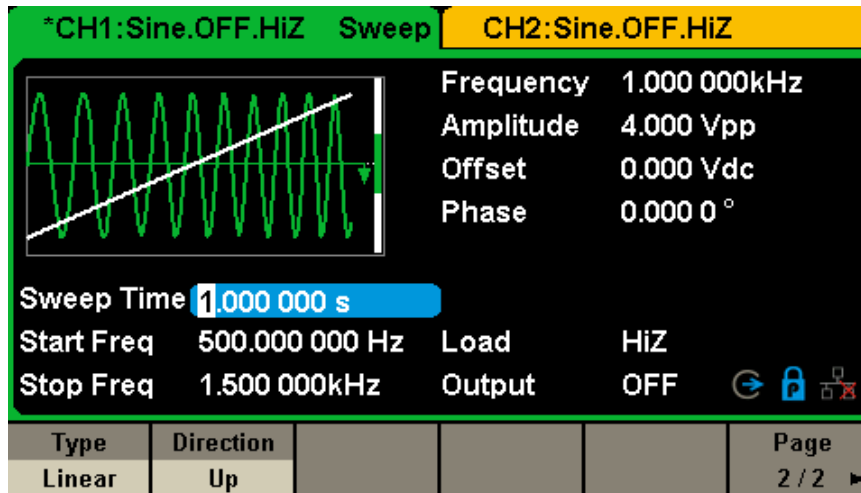 *CH1:Sine.OFF.HiZ Sweep CH2:Sine.OFF.HiZ
Frequency 1.000 000kHz
Amplitude 4.000 Vpp
Offset 0.000 Vdc
Phase 0.000 0 °
Sweep Time 1.000 000 s
Start Freq 500.000 000 Hz Load HiZ
Stop Freq 1.500 000kHz Output OFF
Type Direction Page
Linear Up 2 / 2